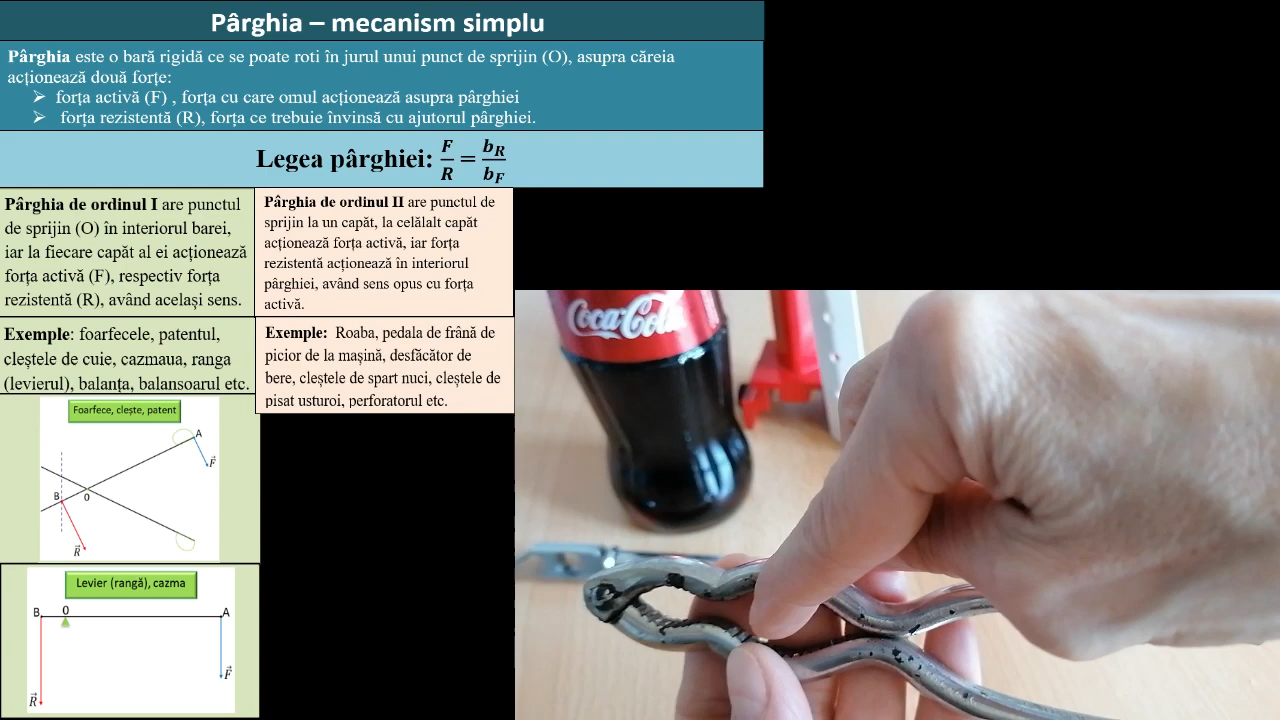 Pârghia – mecanism simplu
Pârghia este o bară rigidă ce se poate roti în jurul unui punct de sprijin (O), asupra căreia
acționează două forțe:
➢ forța activă (F) , forța cu care omul acționează asupra pârghiei
➢ forța rezistentă (R), forța ce trebuie învinsă cu ajutorul pârghiei.
Legea pârghiei: F/R = bR/bF
Pârghia de ordinul I are punctul
de sprijin (O) în interiorul barei,
iar la fiecare capăt al ei acționează
forța activă (F), respectiv forța
rezistentă (R), având același sens.
Pârghia de ordinul II are punctul de
sprijin la un capăt, la celălalt capăt
acționează forța activă, iar forța
rezistentă acționează în interiorul
pârghiei, având sens opus cu forța
activă.
Exemple: foarfecele, patentul,
cleștele de cuie, cazmaua, ranga
(levierul), balanța, balansoarul etc.
Exemple: Roaba, pedala de frână de
picior de la mașină, desfăcător de
bere, cleștele de spart nuci, cleștele de
pisat usturoi, perforatorul etc.
Foarfece, clește, patent
A
F
B
O
R
Levier (rangă), cazma
B
O
A
F
R
Coca-Cola